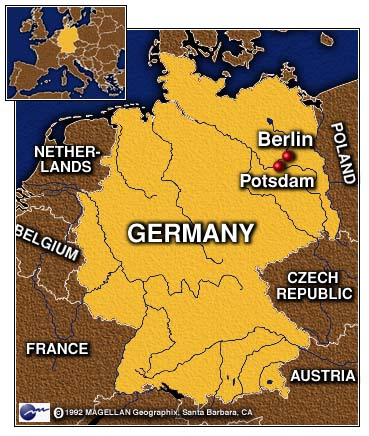 Berlin
Potsdam
POLAND
NETHER-
LANDS
GERMANY
BELGIUM
CZECH
REPUBLIC
FRANCE
AUSTRIA
© 1992 MAGELLAN Geographix, Santa Barbara, CA